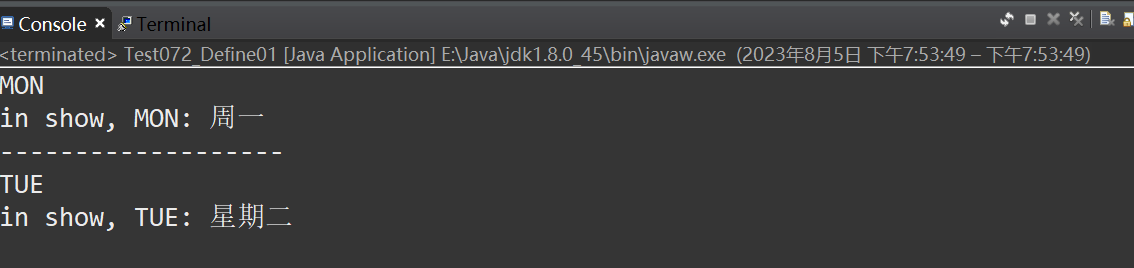 Console Terminal
<terminated> Test072_Define01 [Java Application] E:\Java\jdk1.8.0_45\bin\javaw.exe (2023年8月5日 下午7:53:49 – 下午7:53:49)
MON
in show, MON: 周一
-------------------
TUE
in show, TUE: 星期二